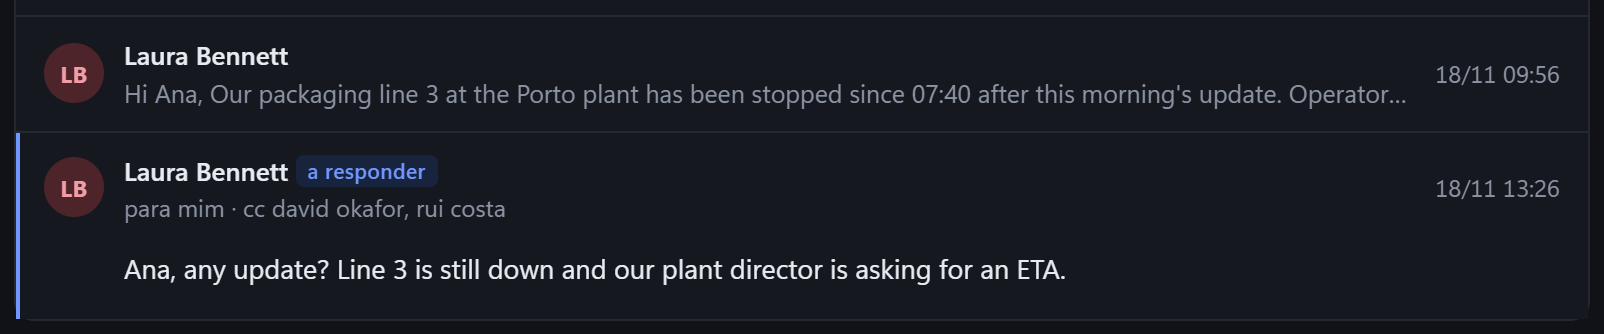 LB
Laura Bennett
18/11 09:56
Hi Ana, Our packaging line 3 at the Porto plant has been stopped since 07:40 after this morning's update. Operator...
LB
Laura Bennett a responder
18/11 13:26
para mim · cc david okafor, rui costa
Ana, any update? Line 3 is still down and our plant director is asking for an ETA.